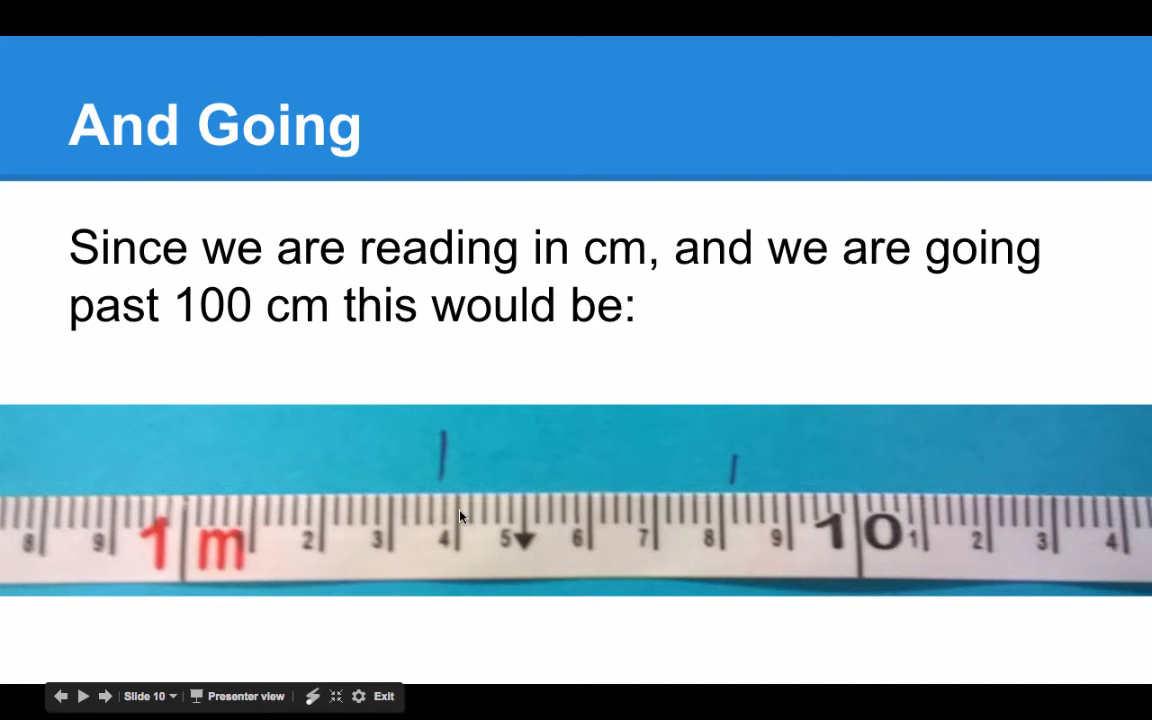 And Going
Since we are reading in cm, and we are going
past 100 cm this would be:
8 9 1 m 2 3 4 5 6 7 8 9 10 1 2 3 4
Slide 10 Presenter view Exit